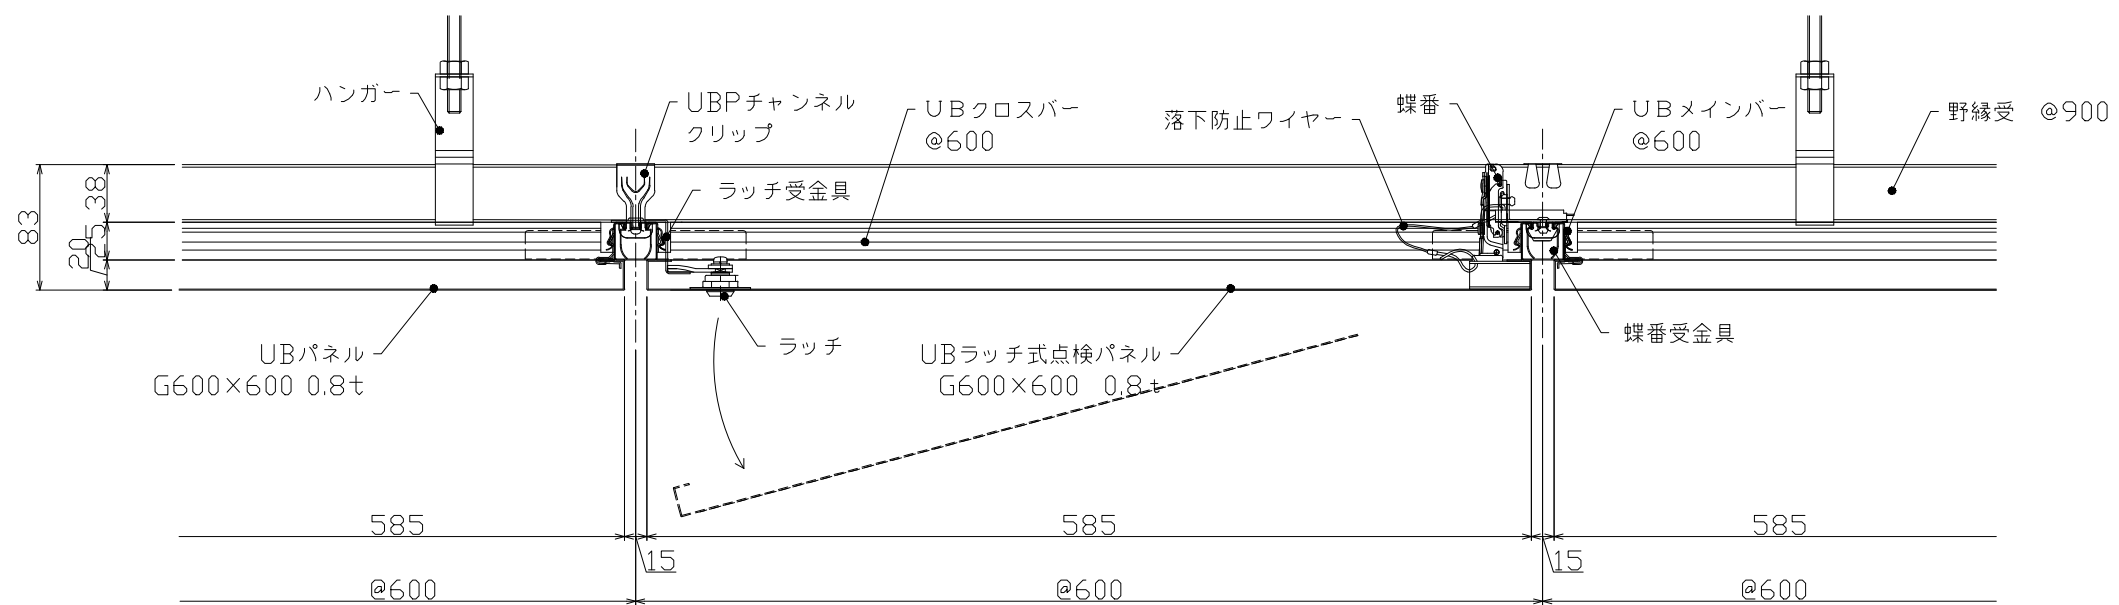 ハンガー
UBPチャンネル
クリップ
UBクロスバー
@600
落下防止ワイヤー
蝶番
UBメインバー
@600
野縁受 @900
ラッチ受金具
38
83
25
20
UBパネル
G600×600 0.8t
ラッチ
UBラッチ式点検パネル
G600×600 0.8t
蝶番受金具
585
585
585
15
15
@600
@600
@600